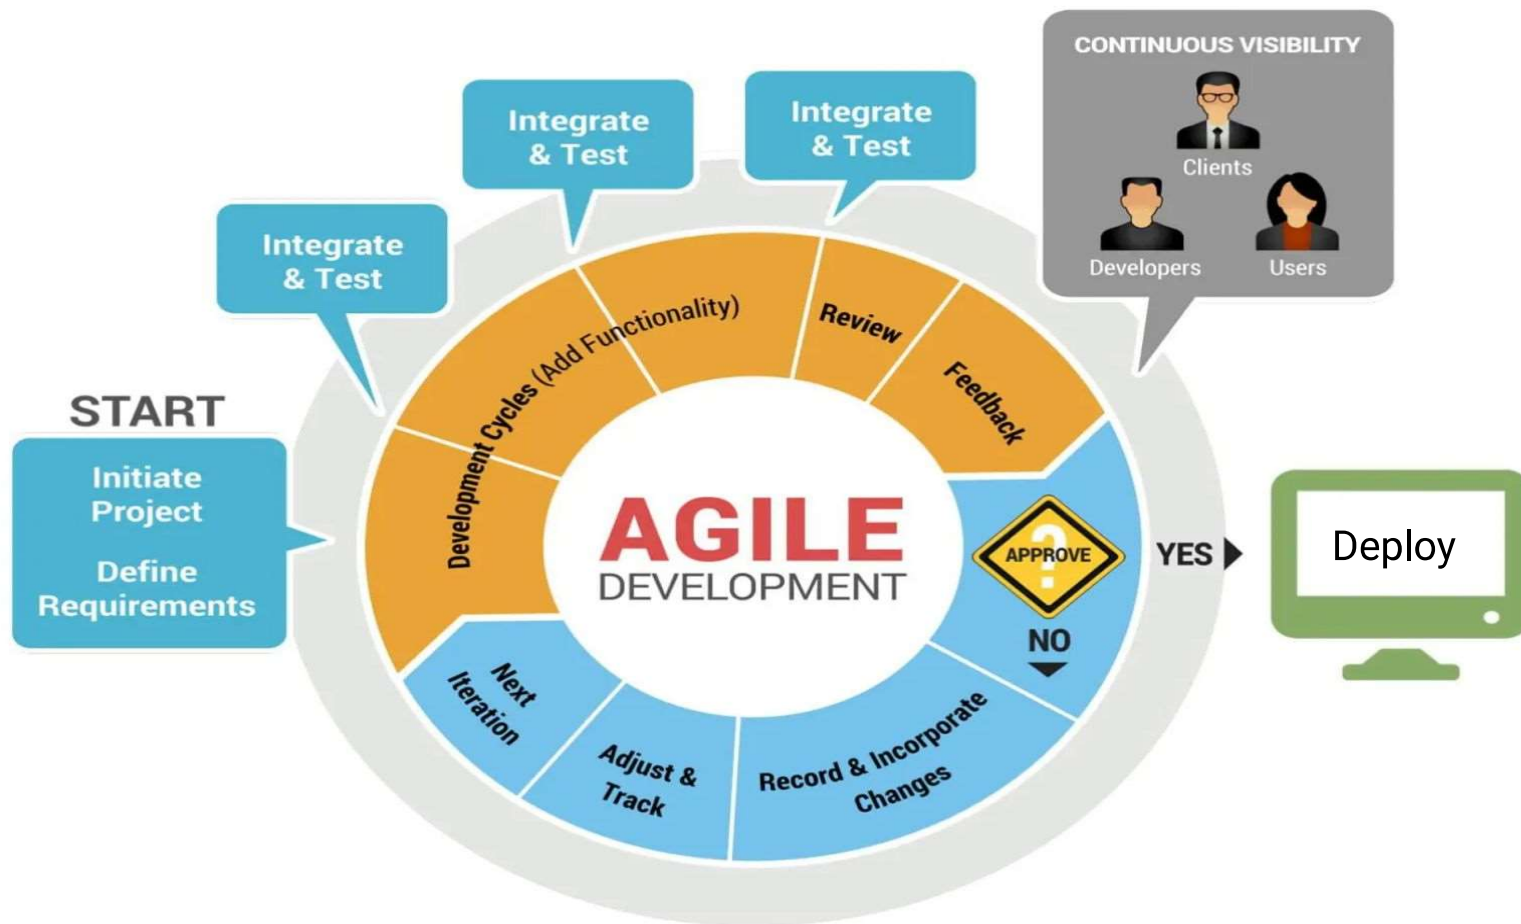 CONTINUOUS VISIBILITY
Clients
Developers
Users
Integrate
& Test
Integrate
& Test
Integrate
& Test
START
Initiate
Project
Define
Requirements
Development Cycles (Add Functionality)
Review
Feedback
AGILE
DEVELOPMENT
?
APPROVE
YES
Deploy
NO
Record & Incorporate
Changes
Adjust &
Track
Next
Iteration